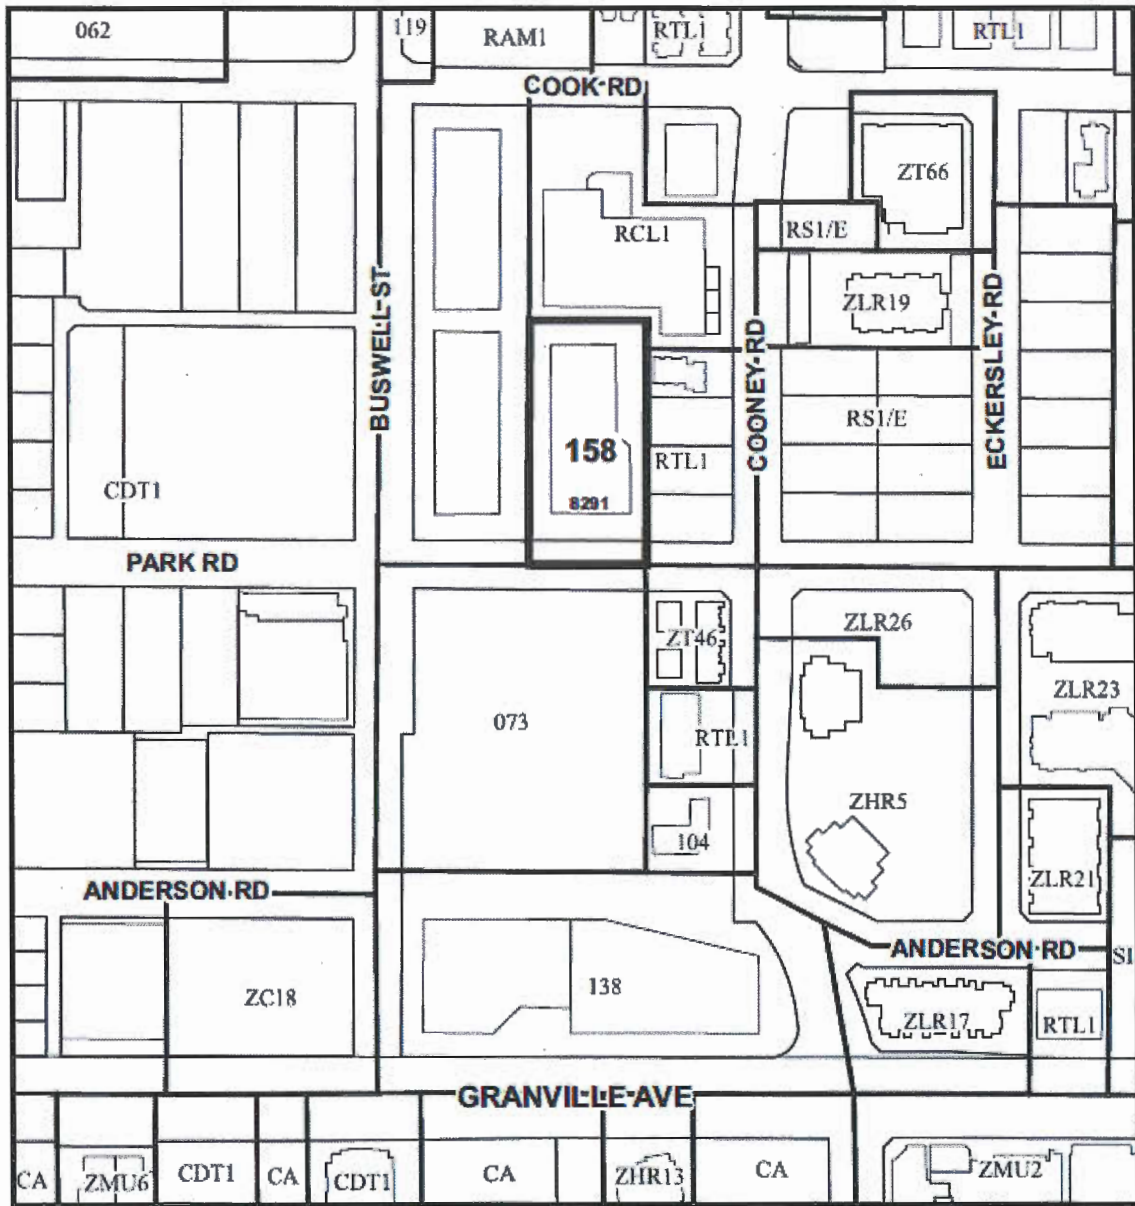 062
119
RAM1
RTL1
RTL1
COOK RD
ZT66
RCL1
RS1/E
BUSWELL ST
ZLR19
COONEY RD
ECKERSLEY RD
RS1/E
158
RTL1
CDT1
8291
PARK RD
ZLR26
ZT46
ZLR23
073
RTL1
ZHR5
104
ZLR21
ANDERSON RD
ANDERSON RD
S1
138
ZC18
ZLR17
RTL1
GRANVILLE AVE
CA
ZMU6
CDT1
CA
CDT1
CA
ZHR13
CA
ZMU2